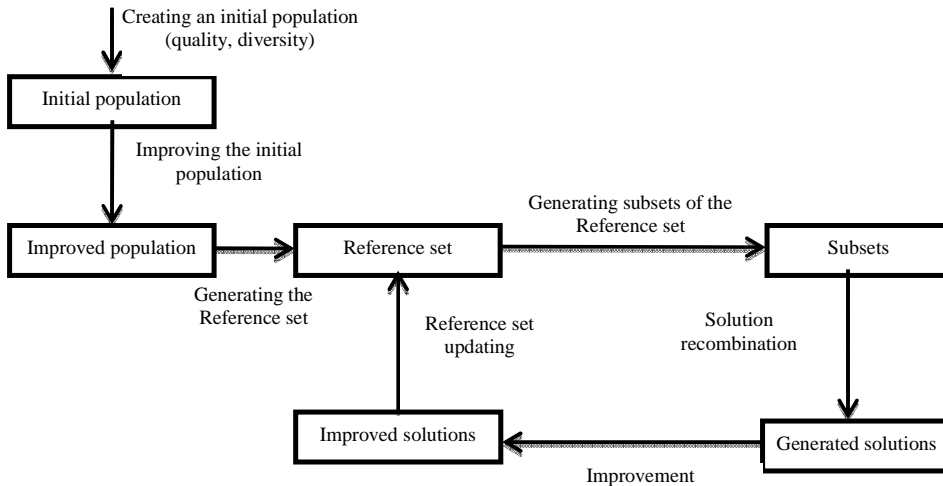 Creating an initial population
(quality, diversity)
Initial population
Improving the initial
population
Improved population
Generating the
Reference set
Reference set
Generating subsets of the
Reference set
Subsets
Solution
recombination
Generated solutions
Improvement
Improved solutions
Reference set
updating